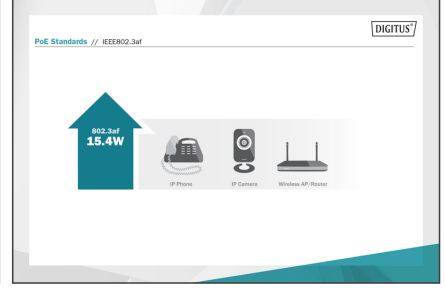 DIGITUS®
PoE Standards // IEEE802.3af
802.3af
15.4W
IP Phone
IP Camera
Wireless AP/Router